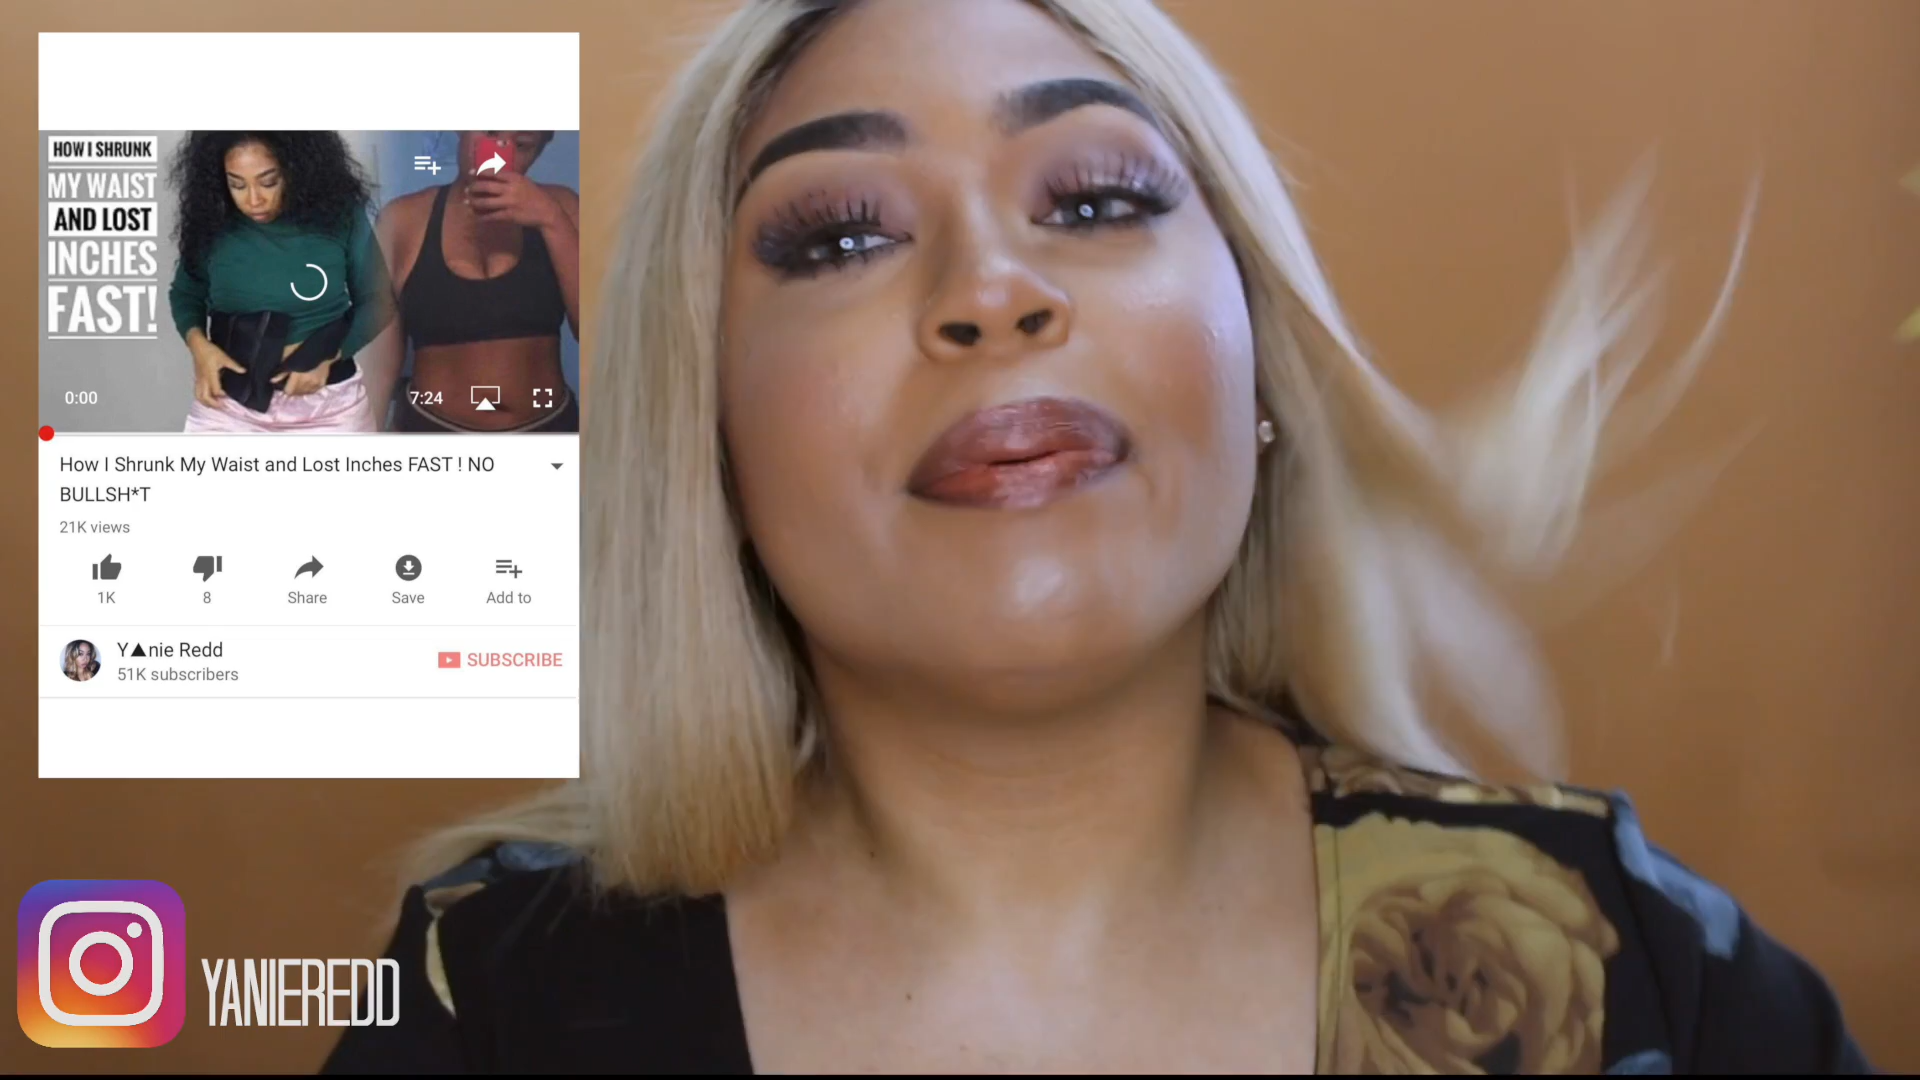 HOW I SHRUNK
MY WAIST
AND LOST
INCHES
FAST!
0:00
7:24
How I Shrunk My Waist and Lost Inches FAST ! NO
BULLSH*T
21K views
1K
8
Share
Save
Add to
Y▲nie Redd
51K subscribers
SUBSCRIBE
YANIEREDD